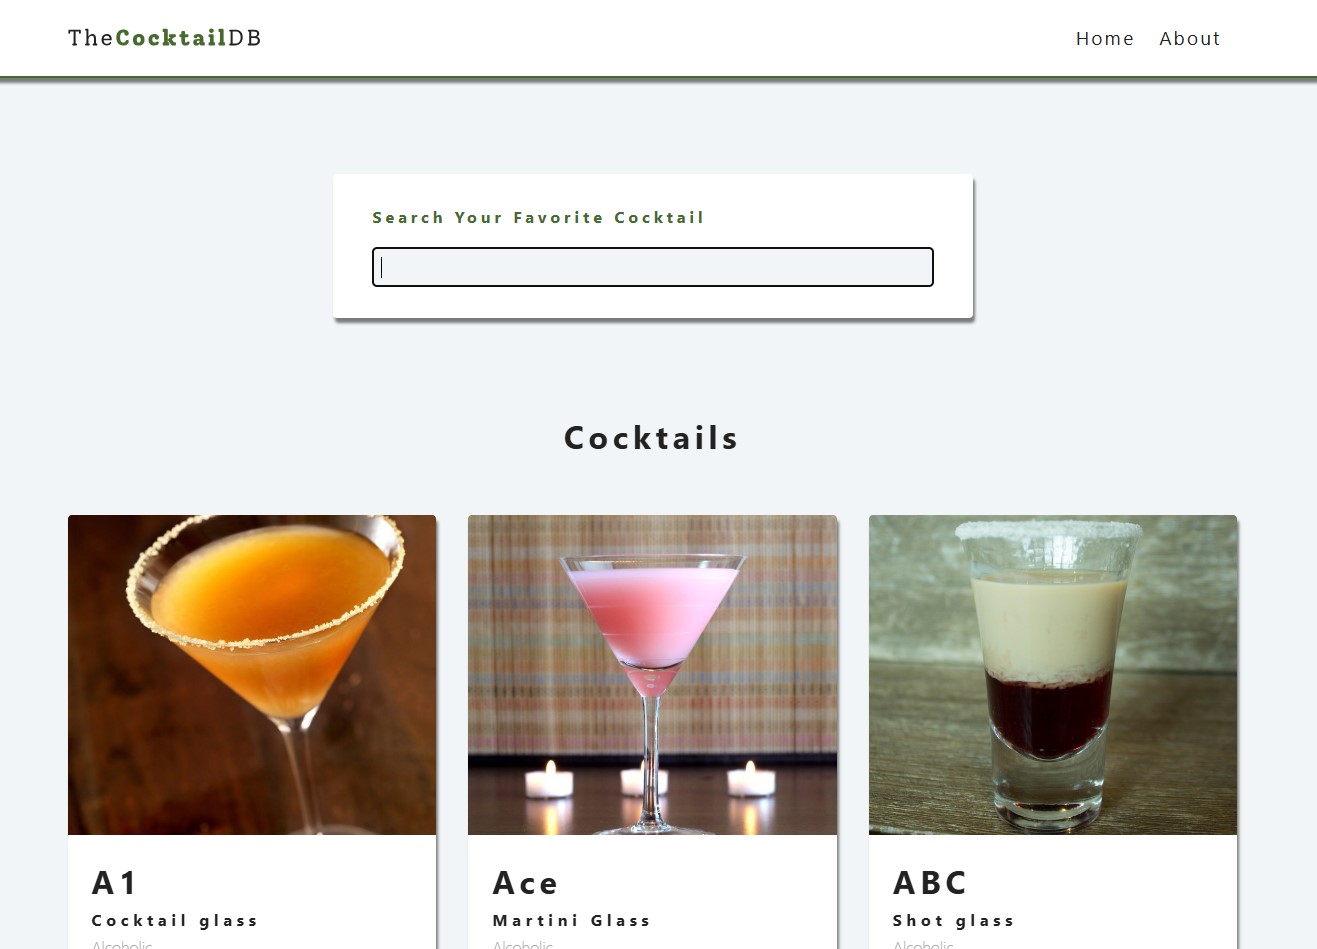 TheCocktailDB
Home About
Search Your Favorite Cocktail
Cocktails
A1
Cocktail glass
Alcoholic
Ace
Martini Glass
Alcoholic
ABC
Shot glass
Alcoholic